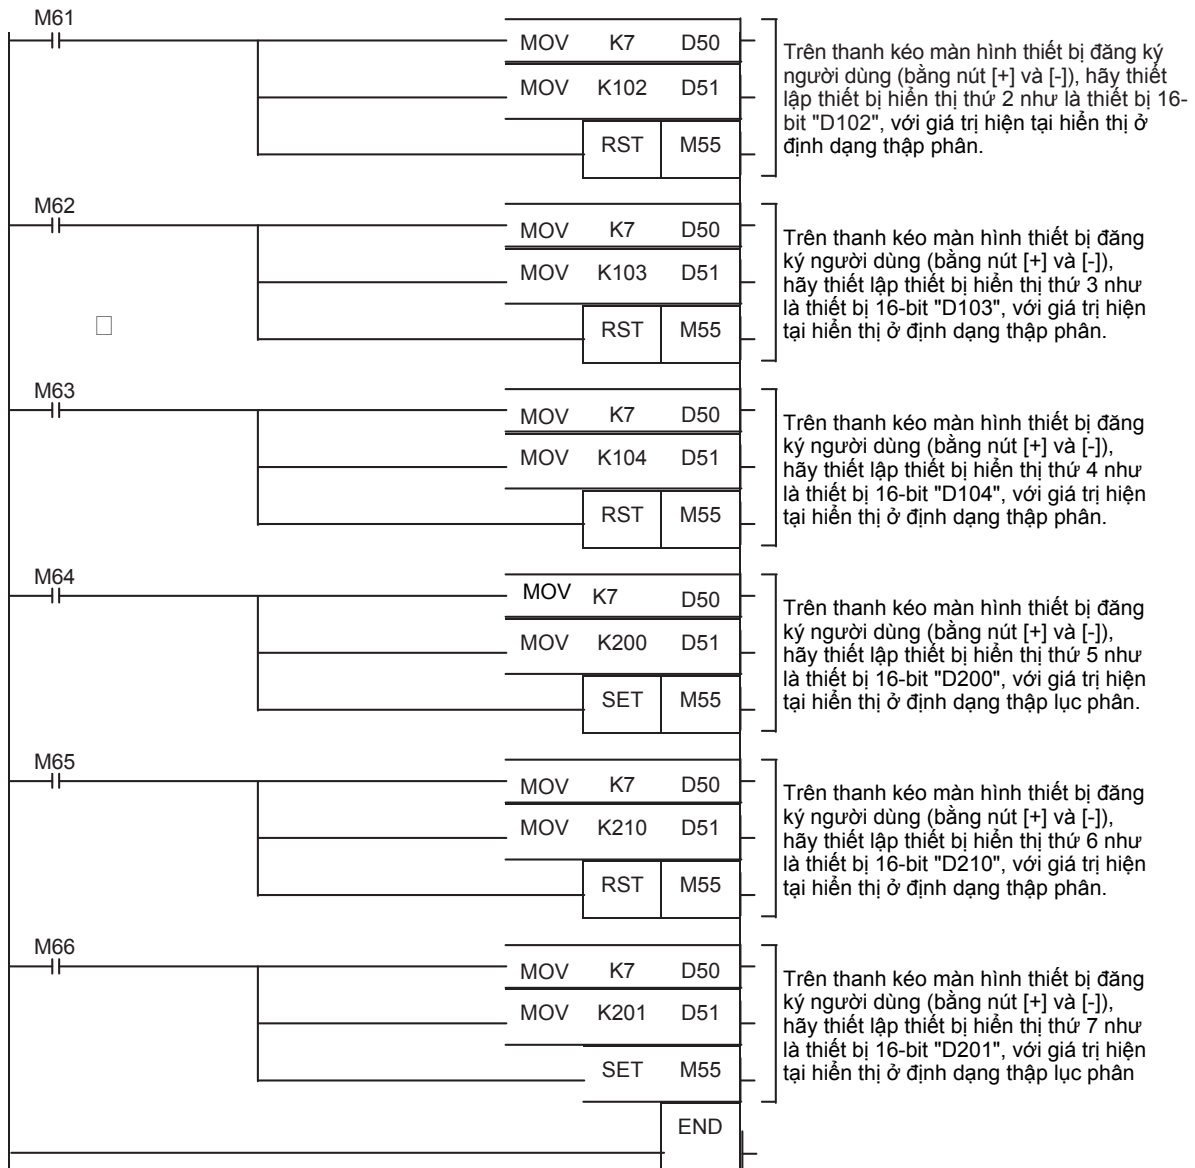 M61
MOV K7 D50
MOV K102 D51
RST M55
Trên thanh kéo màn hình thiết bị đăng ký
người dùng (bằng nút [+] và [-]), hãy thiết
lập thiết bị hiển thị thứ 2 như là thiết bị 16-
bit "D102", với giá trị hiện tại hiển thị ở
định dạng thập phân.
M62
MOV K7 D50
MOV K103 D51
RST M55
Trên thanh kéo màn hình thiết bị đăng
ký người dùng (bằng nút [+] và [-]),
hãy thiết lập thiết bị hiển thị thứ 3 như
là thiết bị 16-bit "D103", với giá trị hiện
tại hiển thị ở định dạng thập phân.
M63
MOV K7 D50
MOV K104 D51
RST M55
Trên thanh kéo màn hình thiết bị đăng
ký người dùng (bằng nút [+] và [-]),
hãy thiết lập thiết bị hiển thị thứ 4 như
là thiết bị 16-bit "D104", với giá trị hiện
tại hiển thị ở định dạng thập phân.
M64
MOV K7 D50
MOV K200 D51
SET M55
Trên thanh kéo màn hình thiết bị đăng
ký người dùng (bằng nút [+] và [-]),
hãy thiết lập thiết bị hiển thị thứ 5 như
là thiết bị 16-bit "D200", với giá trị hiện
tại hiển thị ở định dạng thập lục phân.
M65
MOV K7 D50
MOV K210 D51
RST M55
Trên thanh kéo màn hình thiết bị đăng
ký người dùng (bằng nút [+] và [-]),
hãy thiết lập thiết bị hiển thị thứ 6 như
là thiết bị 16-bit "D210", với giá trị hiện
tại hiển thị ở định dạng thập phân.
M66
MOV K7 D50
MOV K201 D51
SET M55
Trên thanh kéo màn hình thiết bị đăng
ký người dùng (bằng nút [+] và [-]),
hãy thiết lập thiết bị hiển thị thứ 7 như
là thiết bị 16-bit "D201", với giá trị hiện
tại hiển thị ở định dạng thập lục phân
END